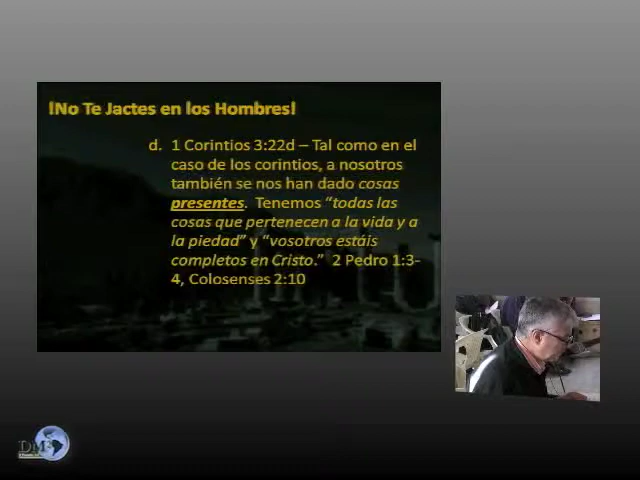 ¡No Te Jactes en los Hombres!
d. 1 Corintios 3:22d – Tal como en el
caso de los corintios, a nosotros
también se nos han dado cosas
presentes. Tenemos “todas las
cosas que pertenecen a la vida y a
la piedad” y “vosotros estáis
completos en Cristo.” 2 Pedro 1:3-
4, Colosenses 2:10